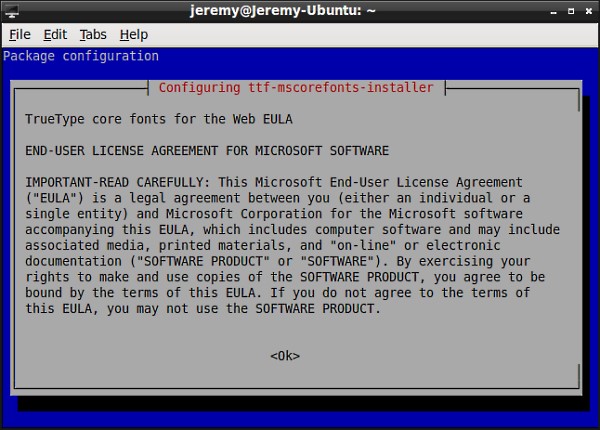 jeremy@Jeremy-Ubuntu: ~
File Edit Tabs Help
Package configuration
Configuring ttf-mscorefonts-installer
TrueType core fonts for the Web EULA
END-USER LICENSE AGREEMENT FOR MICROSOFT SOFTWARE
IMPORTANT-READ CAREFULLY: This Microsoft End-User License Agreement
("EULA") is a legal agreement between you (either an individual or a
single entity) and Microsoft Corporation for the Microsoft software
accompanying this EULA, which includes computer software and may include
associated media, printed materials, and "on-line" or electronic
documentation ("SOFTWARE PRODUCT" or "SOFTWARE"). By exercising your
rights to make and use copies of the SOFTWARE PRODUCT, you agree to be
bound by the terms of this EULA. If you do not agree to the terms of
this EULA, you may not use the SOFTWARE PRODUCT.
<Ok>